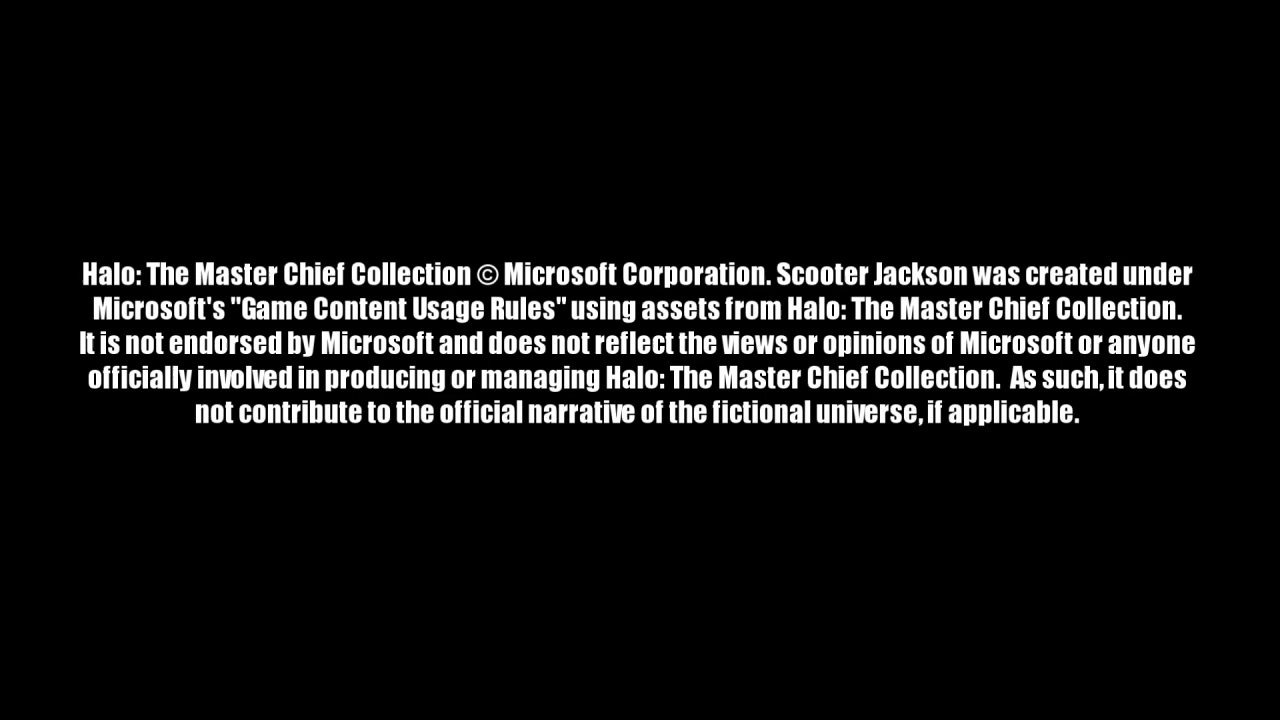 Halo: The Master Chief Collection © Microsoft Corporation. Scooter Jackson was created under
Microsoft's "Game Content Usage Rules" using assets from Halo: The Master Chief Collection.
It is not endorsed by Microsoft and does not reflect the views or opinions of Microsoft or anyone
officially involved in producing or managing Halo: The Master Chief Collection.  As such, it does
not contribute to the official narrative of the fictional universe, if applicable.